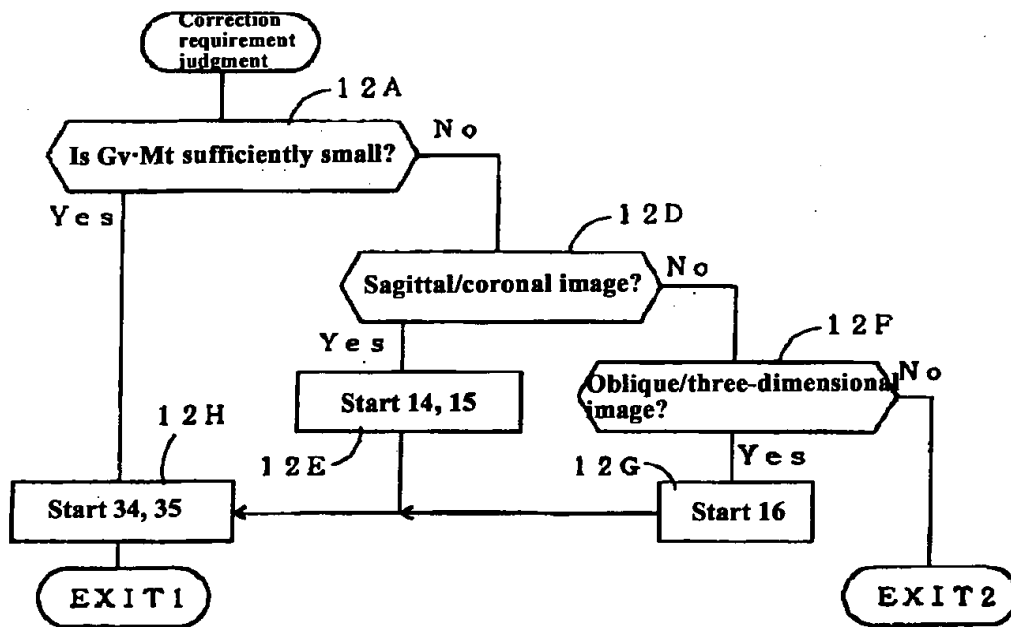 Correction
requirement
judgment
12A
Is Gv·Mt sufficiently small?
No
Yes
12D
Sagittal/coronal image?
No
Yes
12F
Oblique/three-dimensional
image?
No
Start 14, 15
12H
12E
Yes
12G
Start 34, 35
Start 16
EXIT1
EXIT2